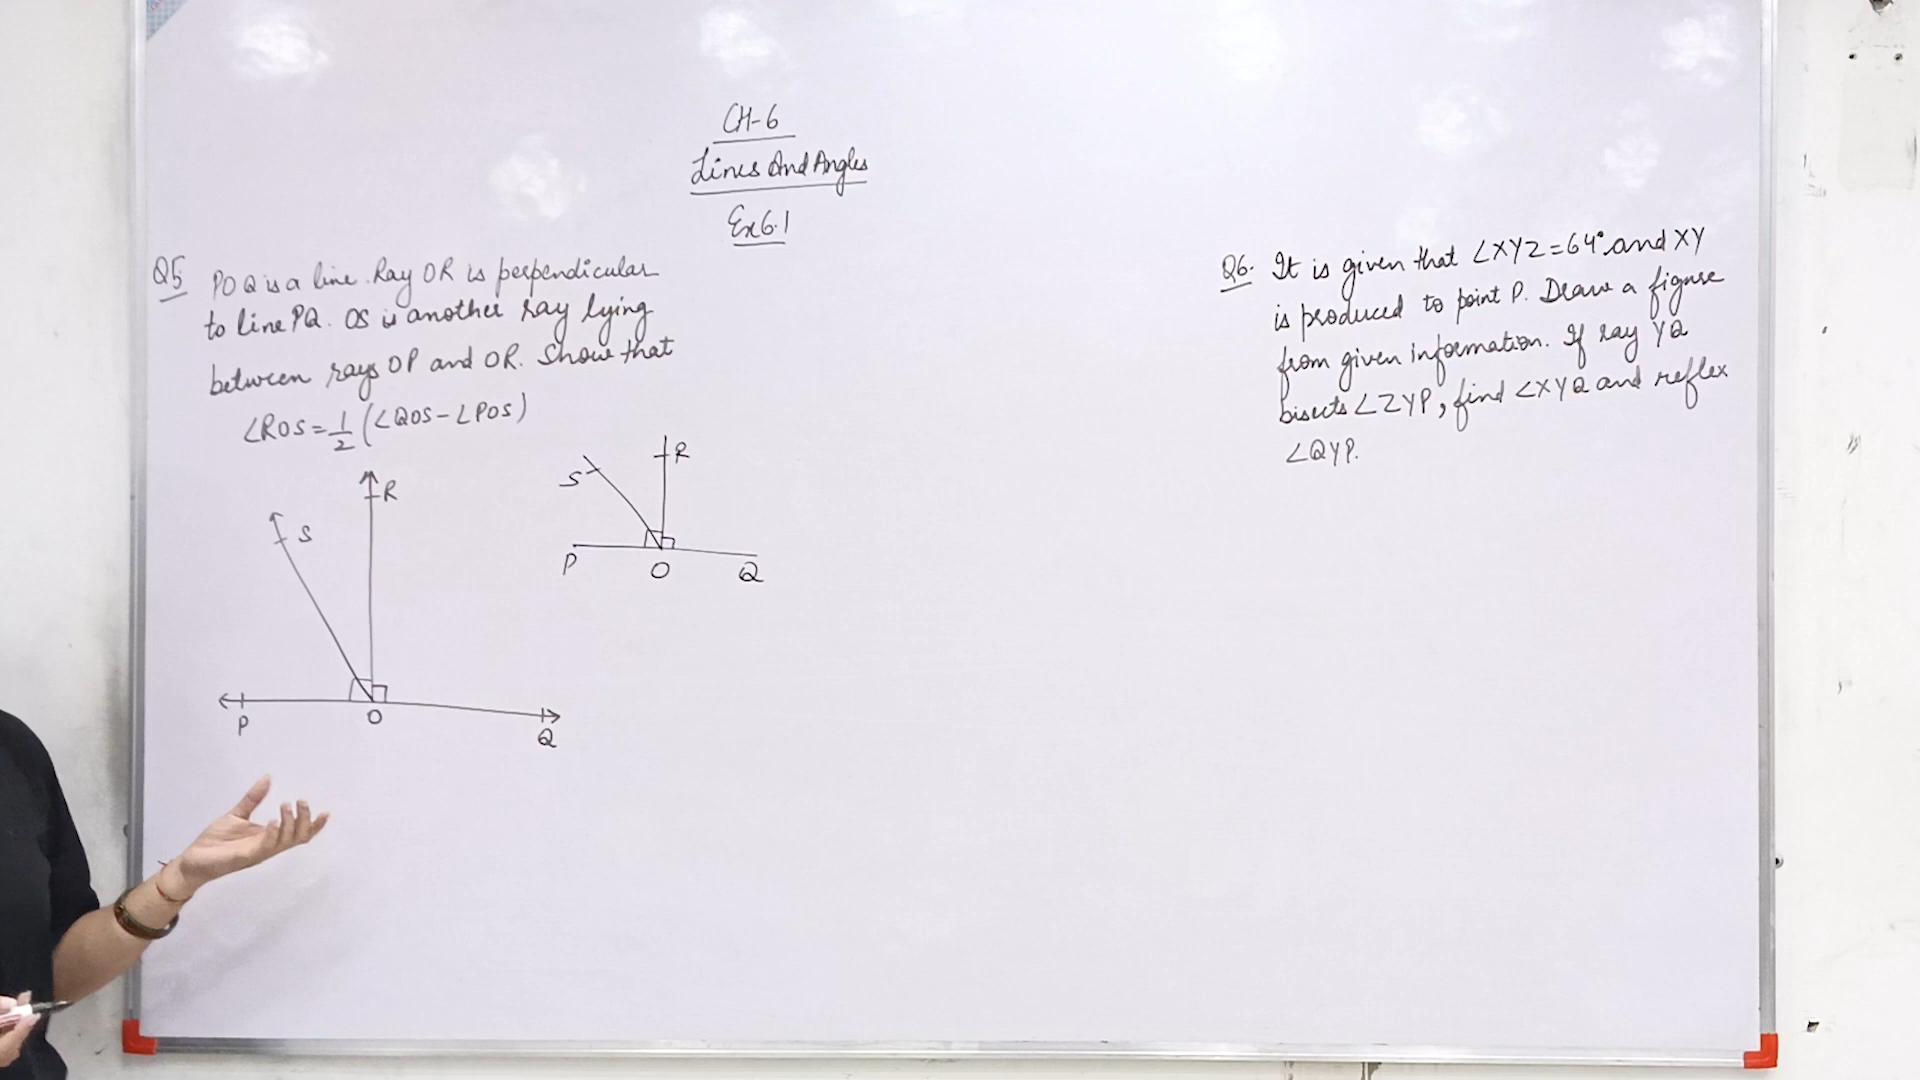 CH-6
Lines And Angles
Ex 6.1
Q5 POQ is a line. Ray OR is perpendicular
to line PQ. OS is another ray lying
between rays OP and OR. Show that
∠ROS = 1/2 (∠QOS - ∠POS)
R
S
P
O
Q
S
R
P
O
Q
Q6. It is given that ∠XYZ = 64° and XY
is produced to point P. Draw a figure
from given information. If ray YQ
bisects ∠ZYP, find ∠XYQ and reflex
∠QYP.